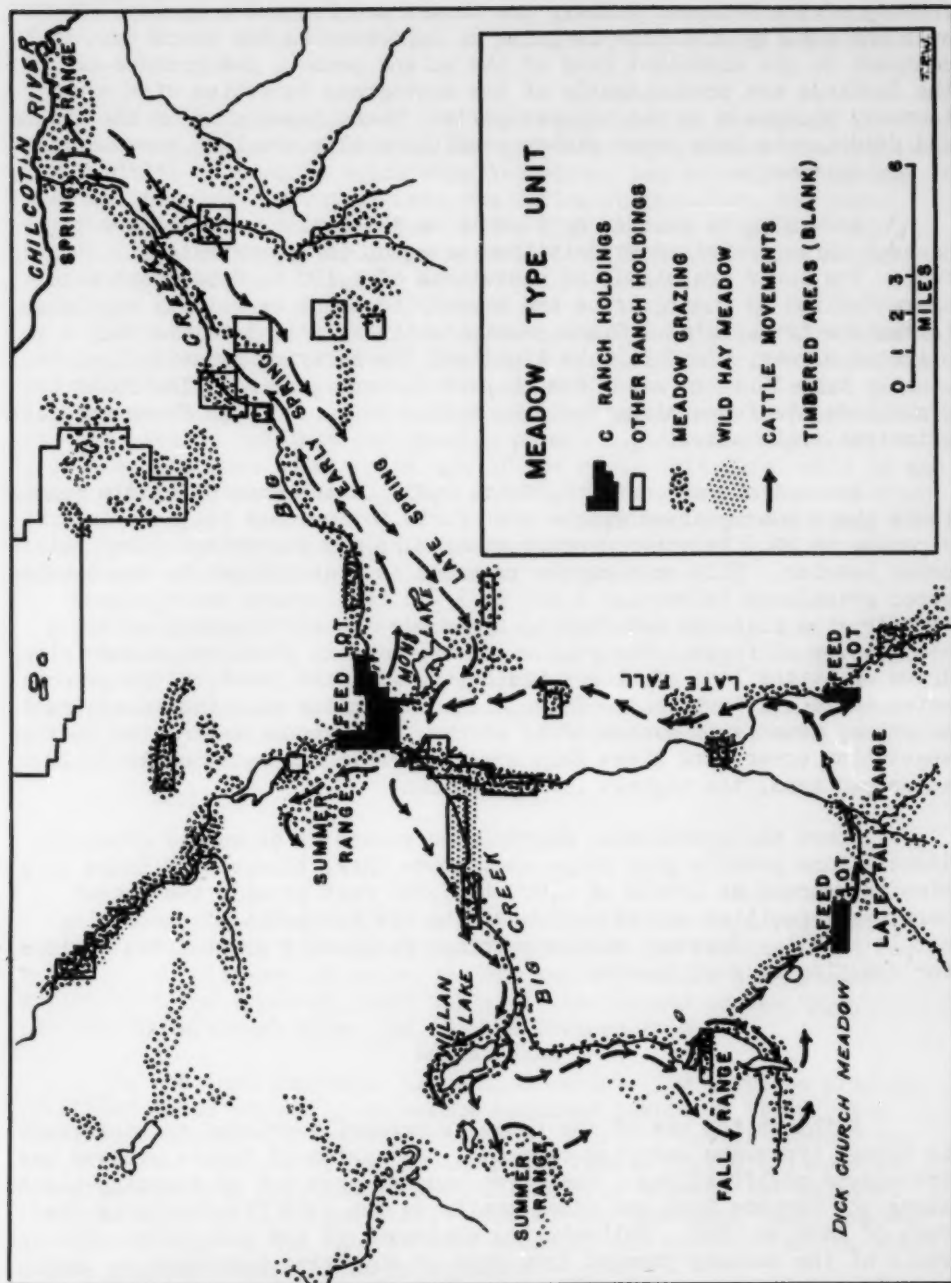 CHILCOTIN RIVER
SPRING RANGE
BIG CREEK
EARLY SPRING
LATE SPRING
FEED LOT
MONS
LAKE
SUMMER
RANGE
WILLAN
LAKE
BIG CREEK
SUMMER
RANGE
FALL RANGE
LATE FALL
FEED
LOT
FEED
LOT
LATE FALL RANGE
DICK CHURCH MEADOW
MEADOW TYPE UNIT
C RANCH HOLDINGS
OTHER RANCH HOLDINGS
MEADOW GRAZING
WILD HAY MEADOW
CATTLE MOVEMENTS
TIMBERED AREAS (BLANK)
0 1 2 3 6
MILES